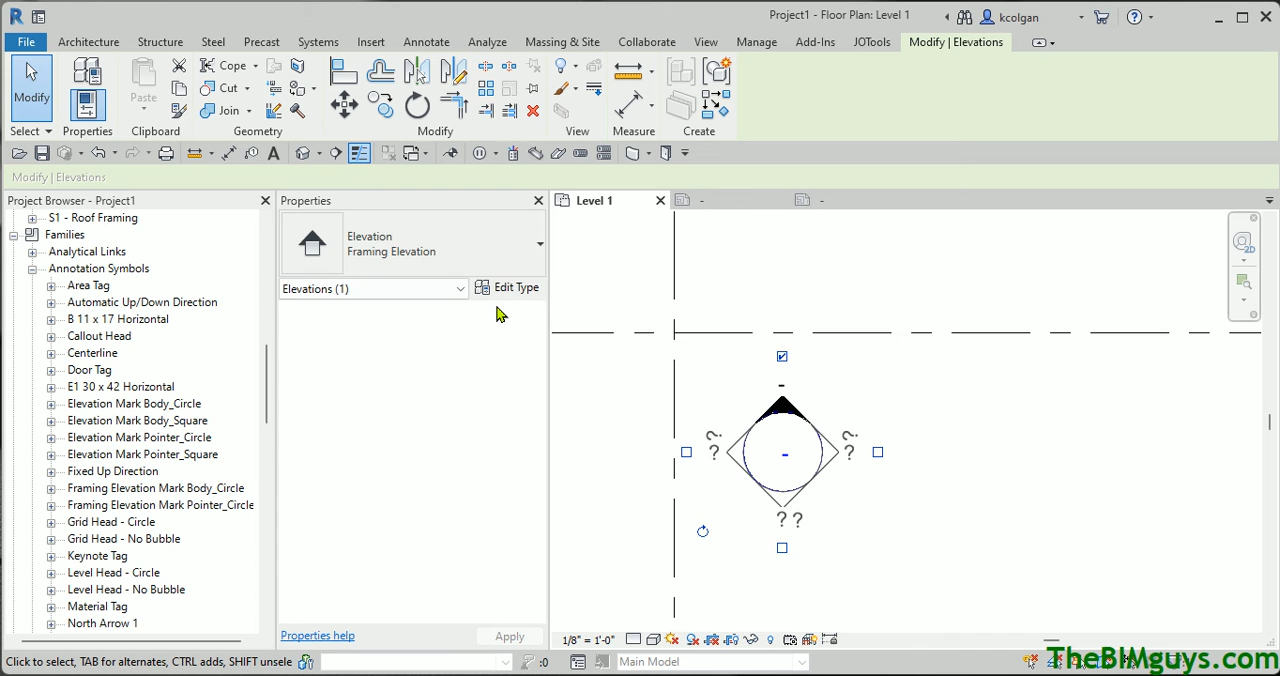 Project1 - Floor Plan: Level 1
kcolgan
File Architecture Structure Steel Precast Systems Insert Annotate Analyze Massing & Site Collaborate View Manage Add-Ins JOTools Modify | Elevations
Modify
Paste
Cope
Cut
Join
Select Properties Clipboard Geometry Modify View Measure Create
Modify | Elevations
Project Browser - Project1
S1 - Roof Framing
Families
Analytical Links
Annotation Symbols
Area Tag
Automatic Up/Down Direction
B 11 x 17 Horizontal
Callout Head
Centerline
Door Tag
E1 30 x 42 Horizontal
Elevation Mark Body_Circle
Elevation Mark Body_Square
Elevation Mark Pointer_Circle
Elevation Mark Pointer_Square
Fixed Up Direction
Framing Elevation Mark Body_Circle
Framing Elevation Mark Pointer_Circle
Grid Head - Circle
Grid Head - No Bubble
Keynote Tag
Level Head - Circle
Level Head - No Bubble
Material Tag
North Arrow 1
Properties
Elevation
Framing Elevation
Elevations (1)
Edit Type
Properties help
Apply
Level 1
-
-
-
-
? ?
? ?
? ?
2D
1/8" = 1'-0"
Click to select, TAB for alternates, CTRL adds, SHIFT unsele
:0
Main Model
TheBIMguys.com